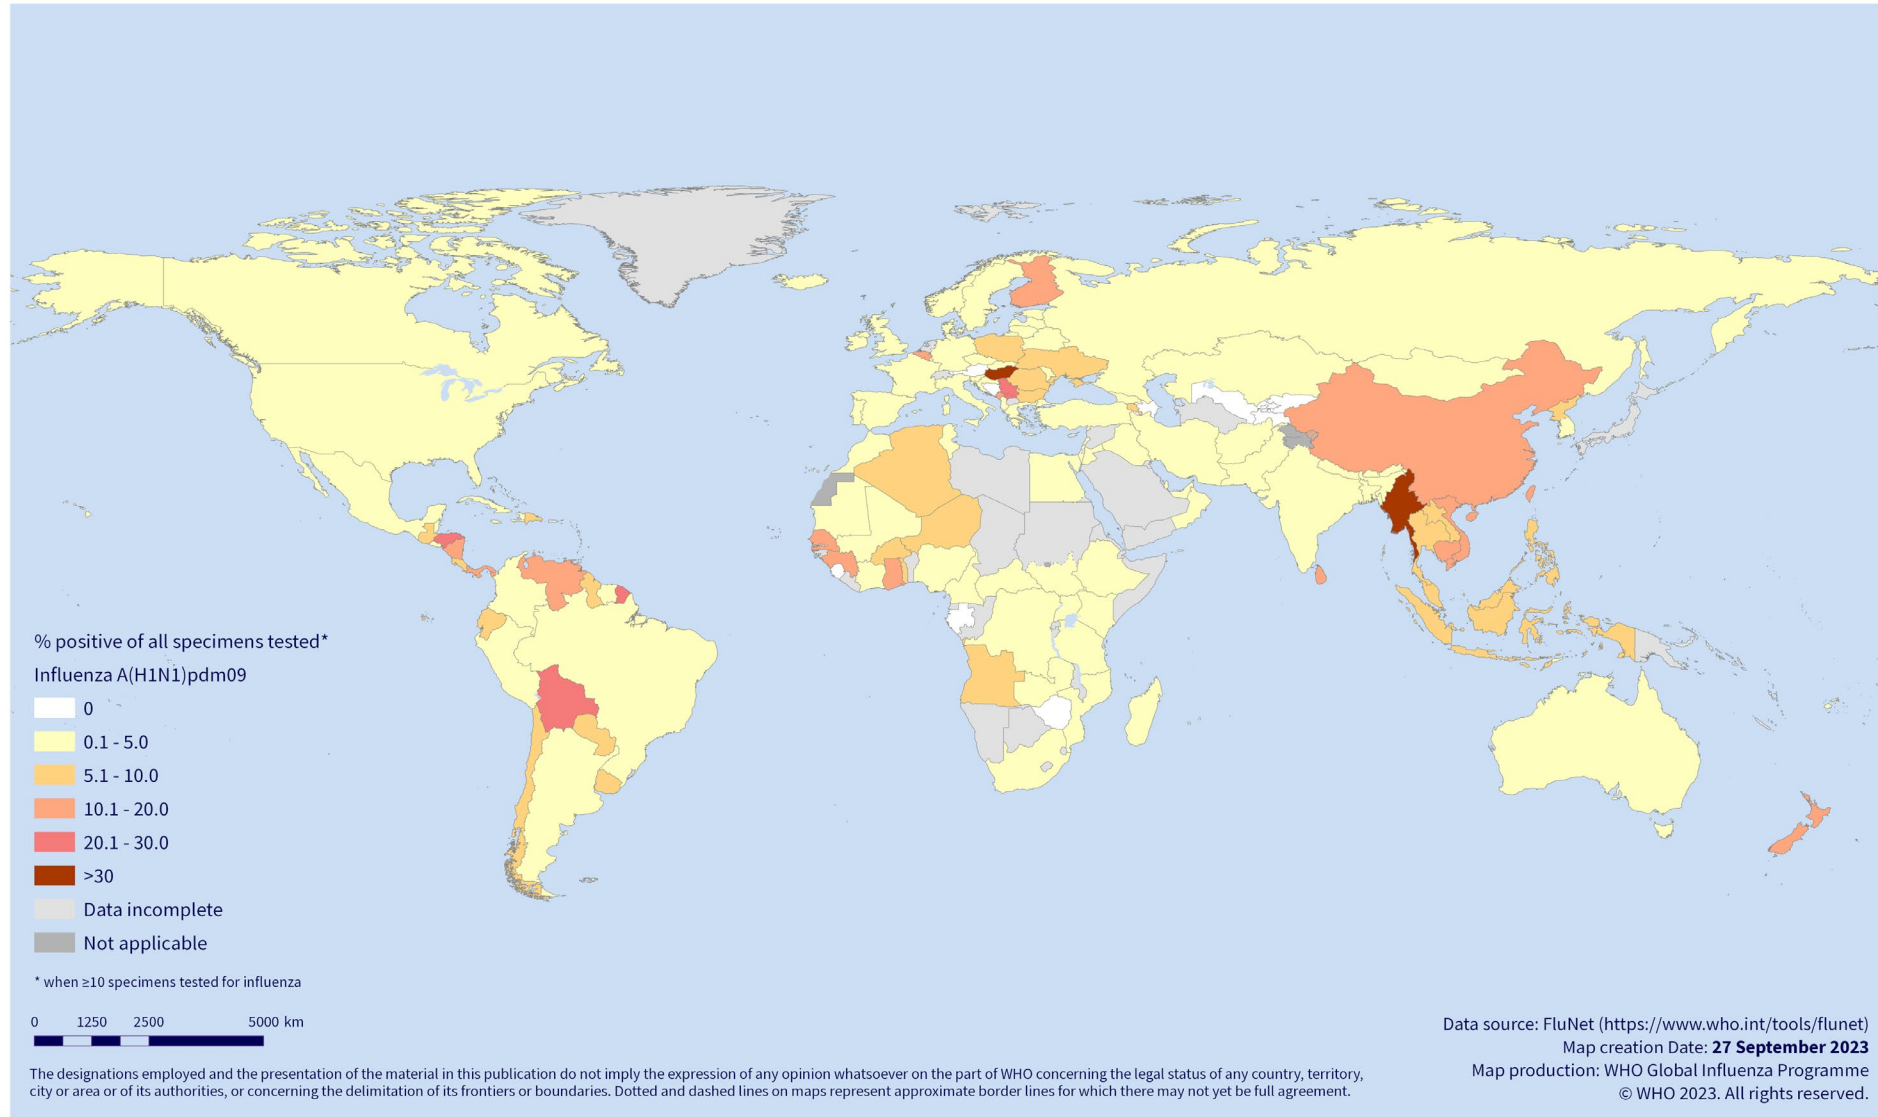 % positive of all specimens tested*
Influenza A(H1N1)pdm09
0
0.1 - 5.0
5.1 - 10.0
10.1 - 20.0
20.1 - 30.0
>30
Data incomplete
Not applicable
* when ≥10 specimens tested for influenza
0 1250 2500 5000 km
Data source: FluNet (https://www.who.int/tools/flunet)
Map creation Date: 27 September 2023
Map production: WHO Global Influenza Programme
© WHO 2023. All rights reserved.
The designations employed and the presentation of the material in this publication do not imply the expression of any opinion whatsoever on the part of WHO concerning the legal status of any country, territory,
city or area or of its authorities, or concerning the delimitation of its frontiers or boundaries. Dotted and dashed lines on maps represent approximate border lines for which there may not yet be full agreement.